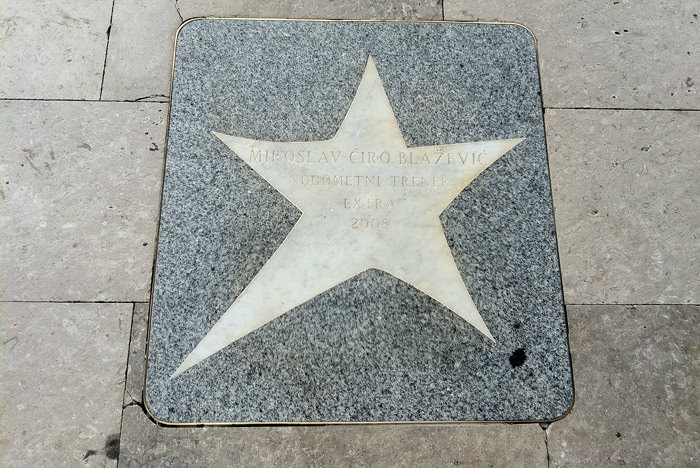 MIROSLAV ĆIRO BLAŽEVIĆ
NOGOMETNI TRENER
EXTRA
2008